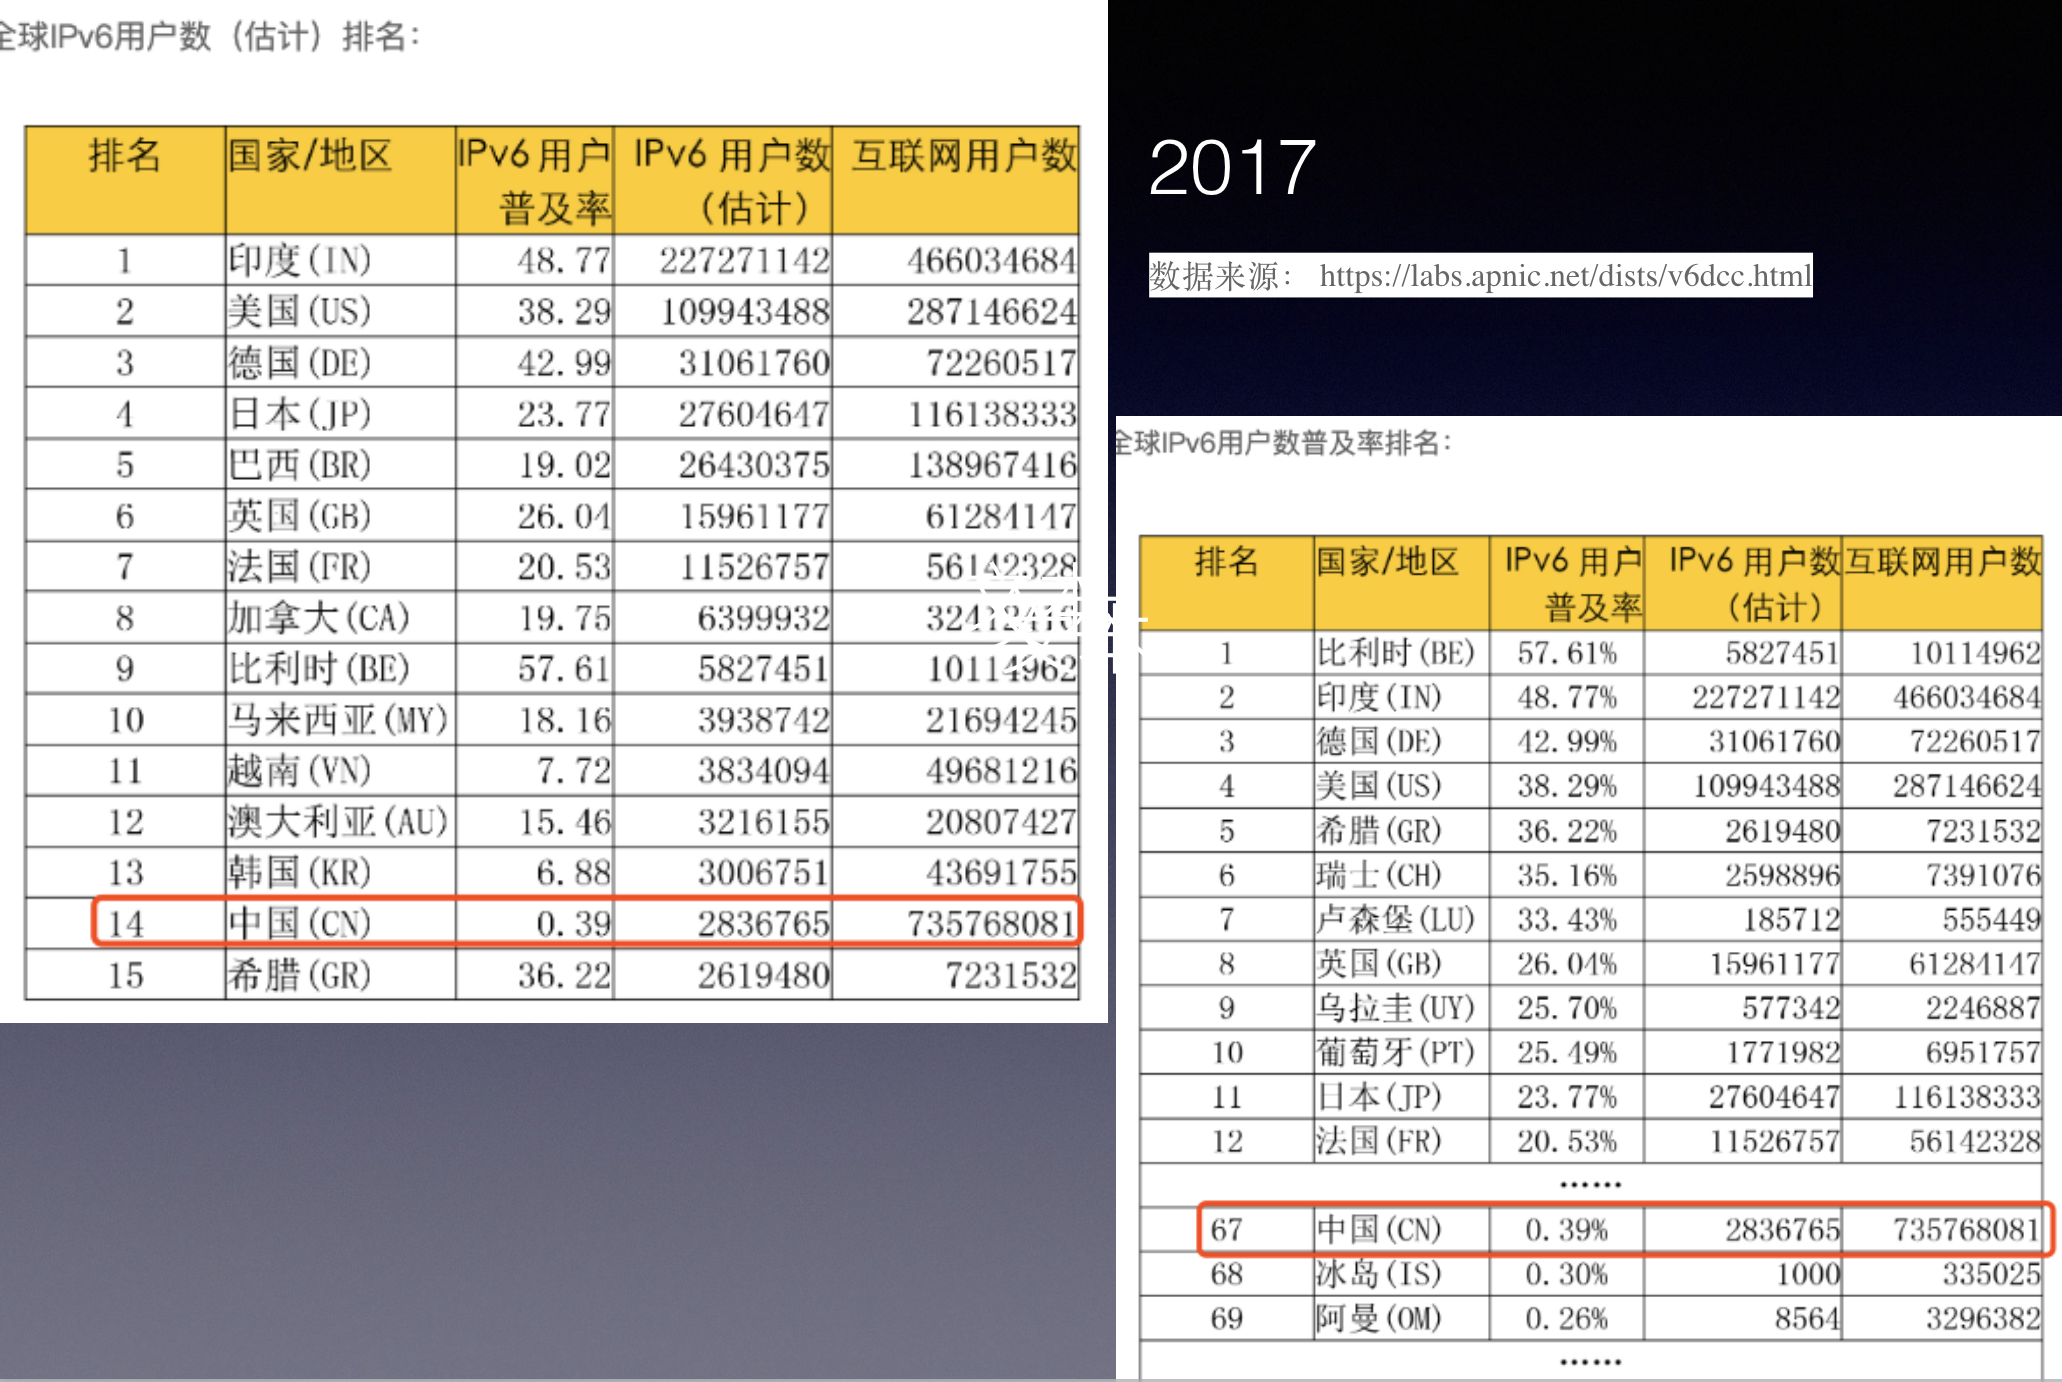 全球IPv6用户数（估计）排名：
排名 国家/地区 IPv6用户普及率 IPv6用户数（估计） 互联网用户数
1 印度(IN) 48.77 227271142 466034684
2 美国(US) 38.29 109943488 287146624
3 德国(DE) 42.99 31061760 72260517
4 日本(JP) 23.77 27604647 116138333
5 巴西(BR) 19.02 26430375 138967416
6 英国(GB) 26.04 15961177 61284147
7 法国(FR) 20.53 11526757 56142328
8 加拿大(CA) 19.75 6399932
9 比利时(BE) 57.61 5827451 10114962
10 马来西亚(MY) 18.16 3938742 21694245
11 越南(VN) 7.72 3834094 49681216
12 澳大利亚(AU) 15.46 3216155 20807427
13 韩国(KR) 6.88 3006751 43691755
14 中国(CN) 0.39 2836765 735768081
15 希腊(GR) 36.22 2619480 7231532
2017
数据来源： https://labs.apnic.net/dists/v6dcc.html
全球IPv6用户数普及率排名：
排名 国家/地区 IPv6用户普及率 IPv6用户数（估计） 互联网用户数
1 比利时(BE) 57.61% 5827451 10114962
2 印度(IN) 48.77% 227271142 466034684
3 德国(DE) 42.99% 31061760 72260517
4 美国(US) 38.29% 109943488 287146624
5 希腊(GR) 36.22% 2619480 7231532
6 瑞士(CH) 35.16% 2598896 7391076
7 卢森堡(LU) 33.43% 185712 555449
8 英国(GB) 26.04% 15961177 61284147
9 乌拉圭(UY) 25.70% 577342 2246887
10 葡萄牙(PT) 25.49% 1771982 6951757
11 日本(JP) 23.77% 27604647 116138333
12 法国(FR) 20.53% 11526757 56142328
……
67 中国(CN) 0.39% 2836765 735768081
68 冰岛(IS) 0.30% 1000 335025
69 阿曼(OM) 0.26% 8564 3296382
……